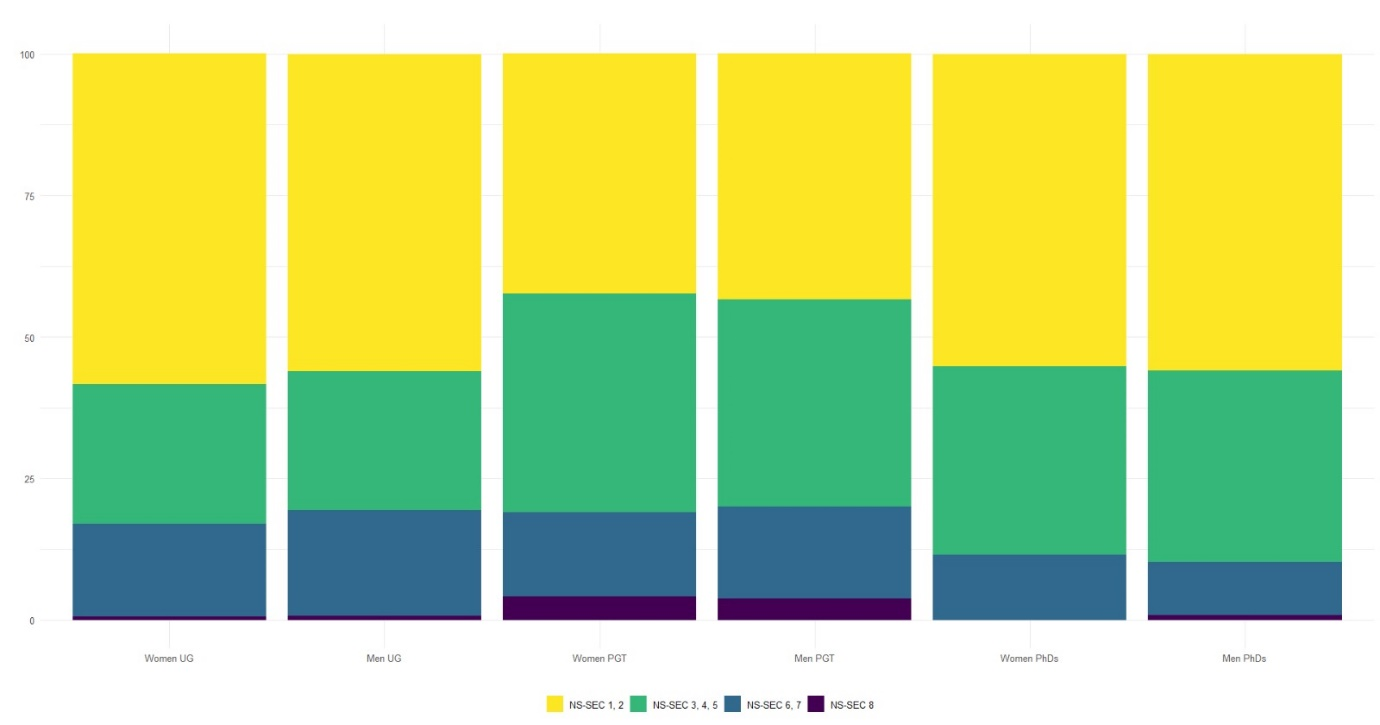 100
75
50
25
0
Women UG Men UG Women PGT Men PGT Women PhDs Men PhDs
NS-SEC 1, 2 NS-SEC 3, 4, 5 NS-SEC 6, 7 NS-SEC 8